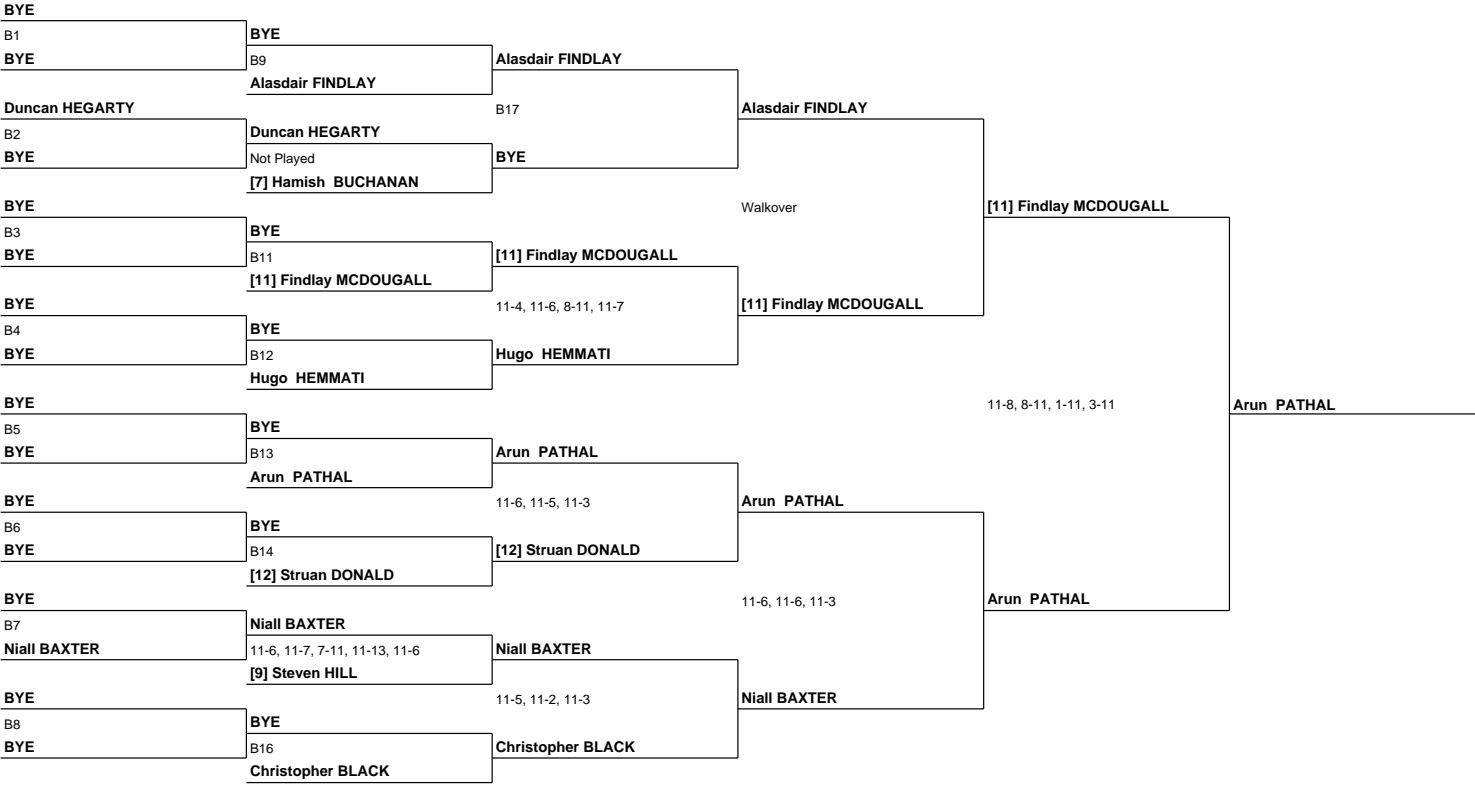 BYE
B1
BYE
BYE
B9
Alasdair FINDLAY
Alasdair FINDLAY
Duncan HEGARTY
B2
BYE
Duncan HEGARTY
Not Played
[7] Hamish BUCHANAN
B17
BYE
Alasdair FINDLAY
BYE
B3
BYE
BYE
B11
[11] Findlay MCDOUGALL
[11] Findlay MCDOUGALL
BYE
B4
BYE
BYE
B12
Hugo HEMMATI
11-4, 11-6, 8-11, 11-7
Hugo HEMMATI
[11] Findlay MCDOUGALL
Walkover
[11] Findlay MCDOUGALL
BYE
B5
BYE
BYE
B13
Arun PATHAL
Arun PATHAL
BYE
B6
BYE
BYE
B14
[12] Struan DONALD
11-6, 11-5, 11-3
[12] Struan DONALD
Arun PATHAL
BYE
B7
Niall BAXTER
Niall BAXTER
11-6, 11-7, 7-11, 11-13, 11-6
[9] Steven HILL
Niall BAXTER
BYE
B8
BYE
BYE
B16
Christopher BLACK
11-5, 11-2, 11-3
Christopher BLACK
Niall BAXTER
11-6, 11-6, 11-3
Arun PATHAL
11-8, 8-11, 1-11, 3-11
Arun PATHAL